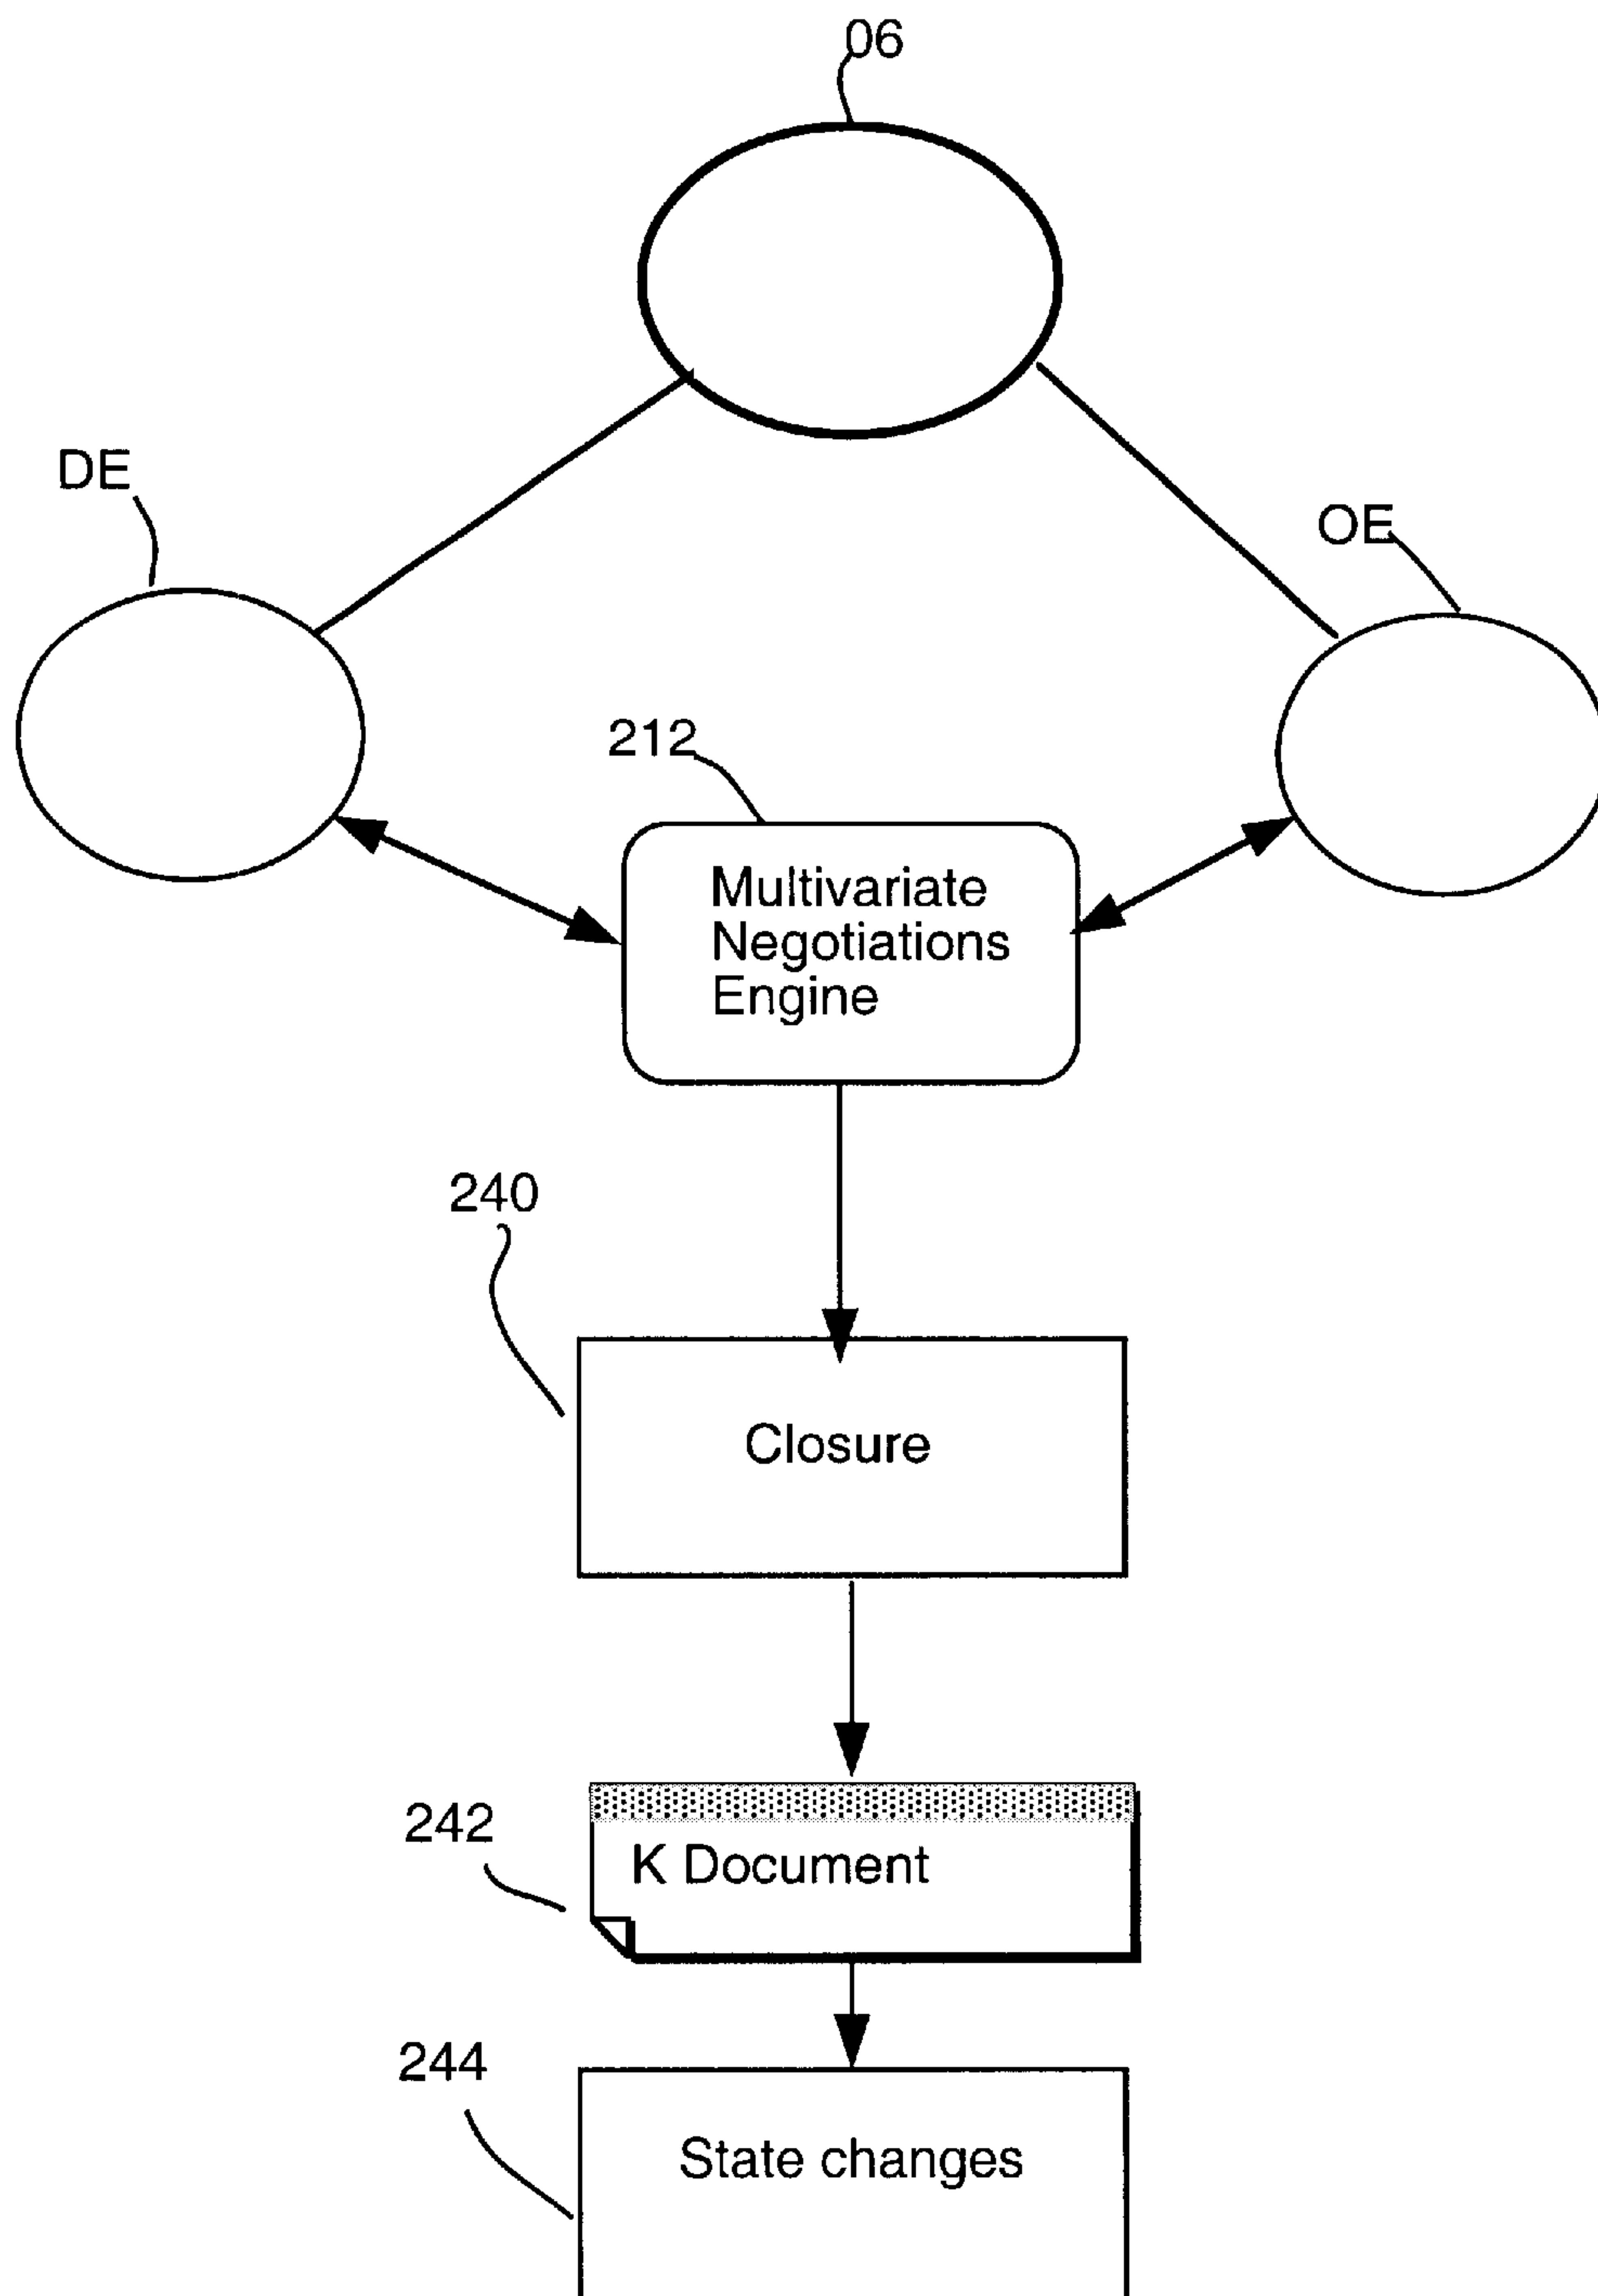 06
DE
OE
212
Multivariate
Negotiations
Engine
240
Closure
242
K Document
244
State changes